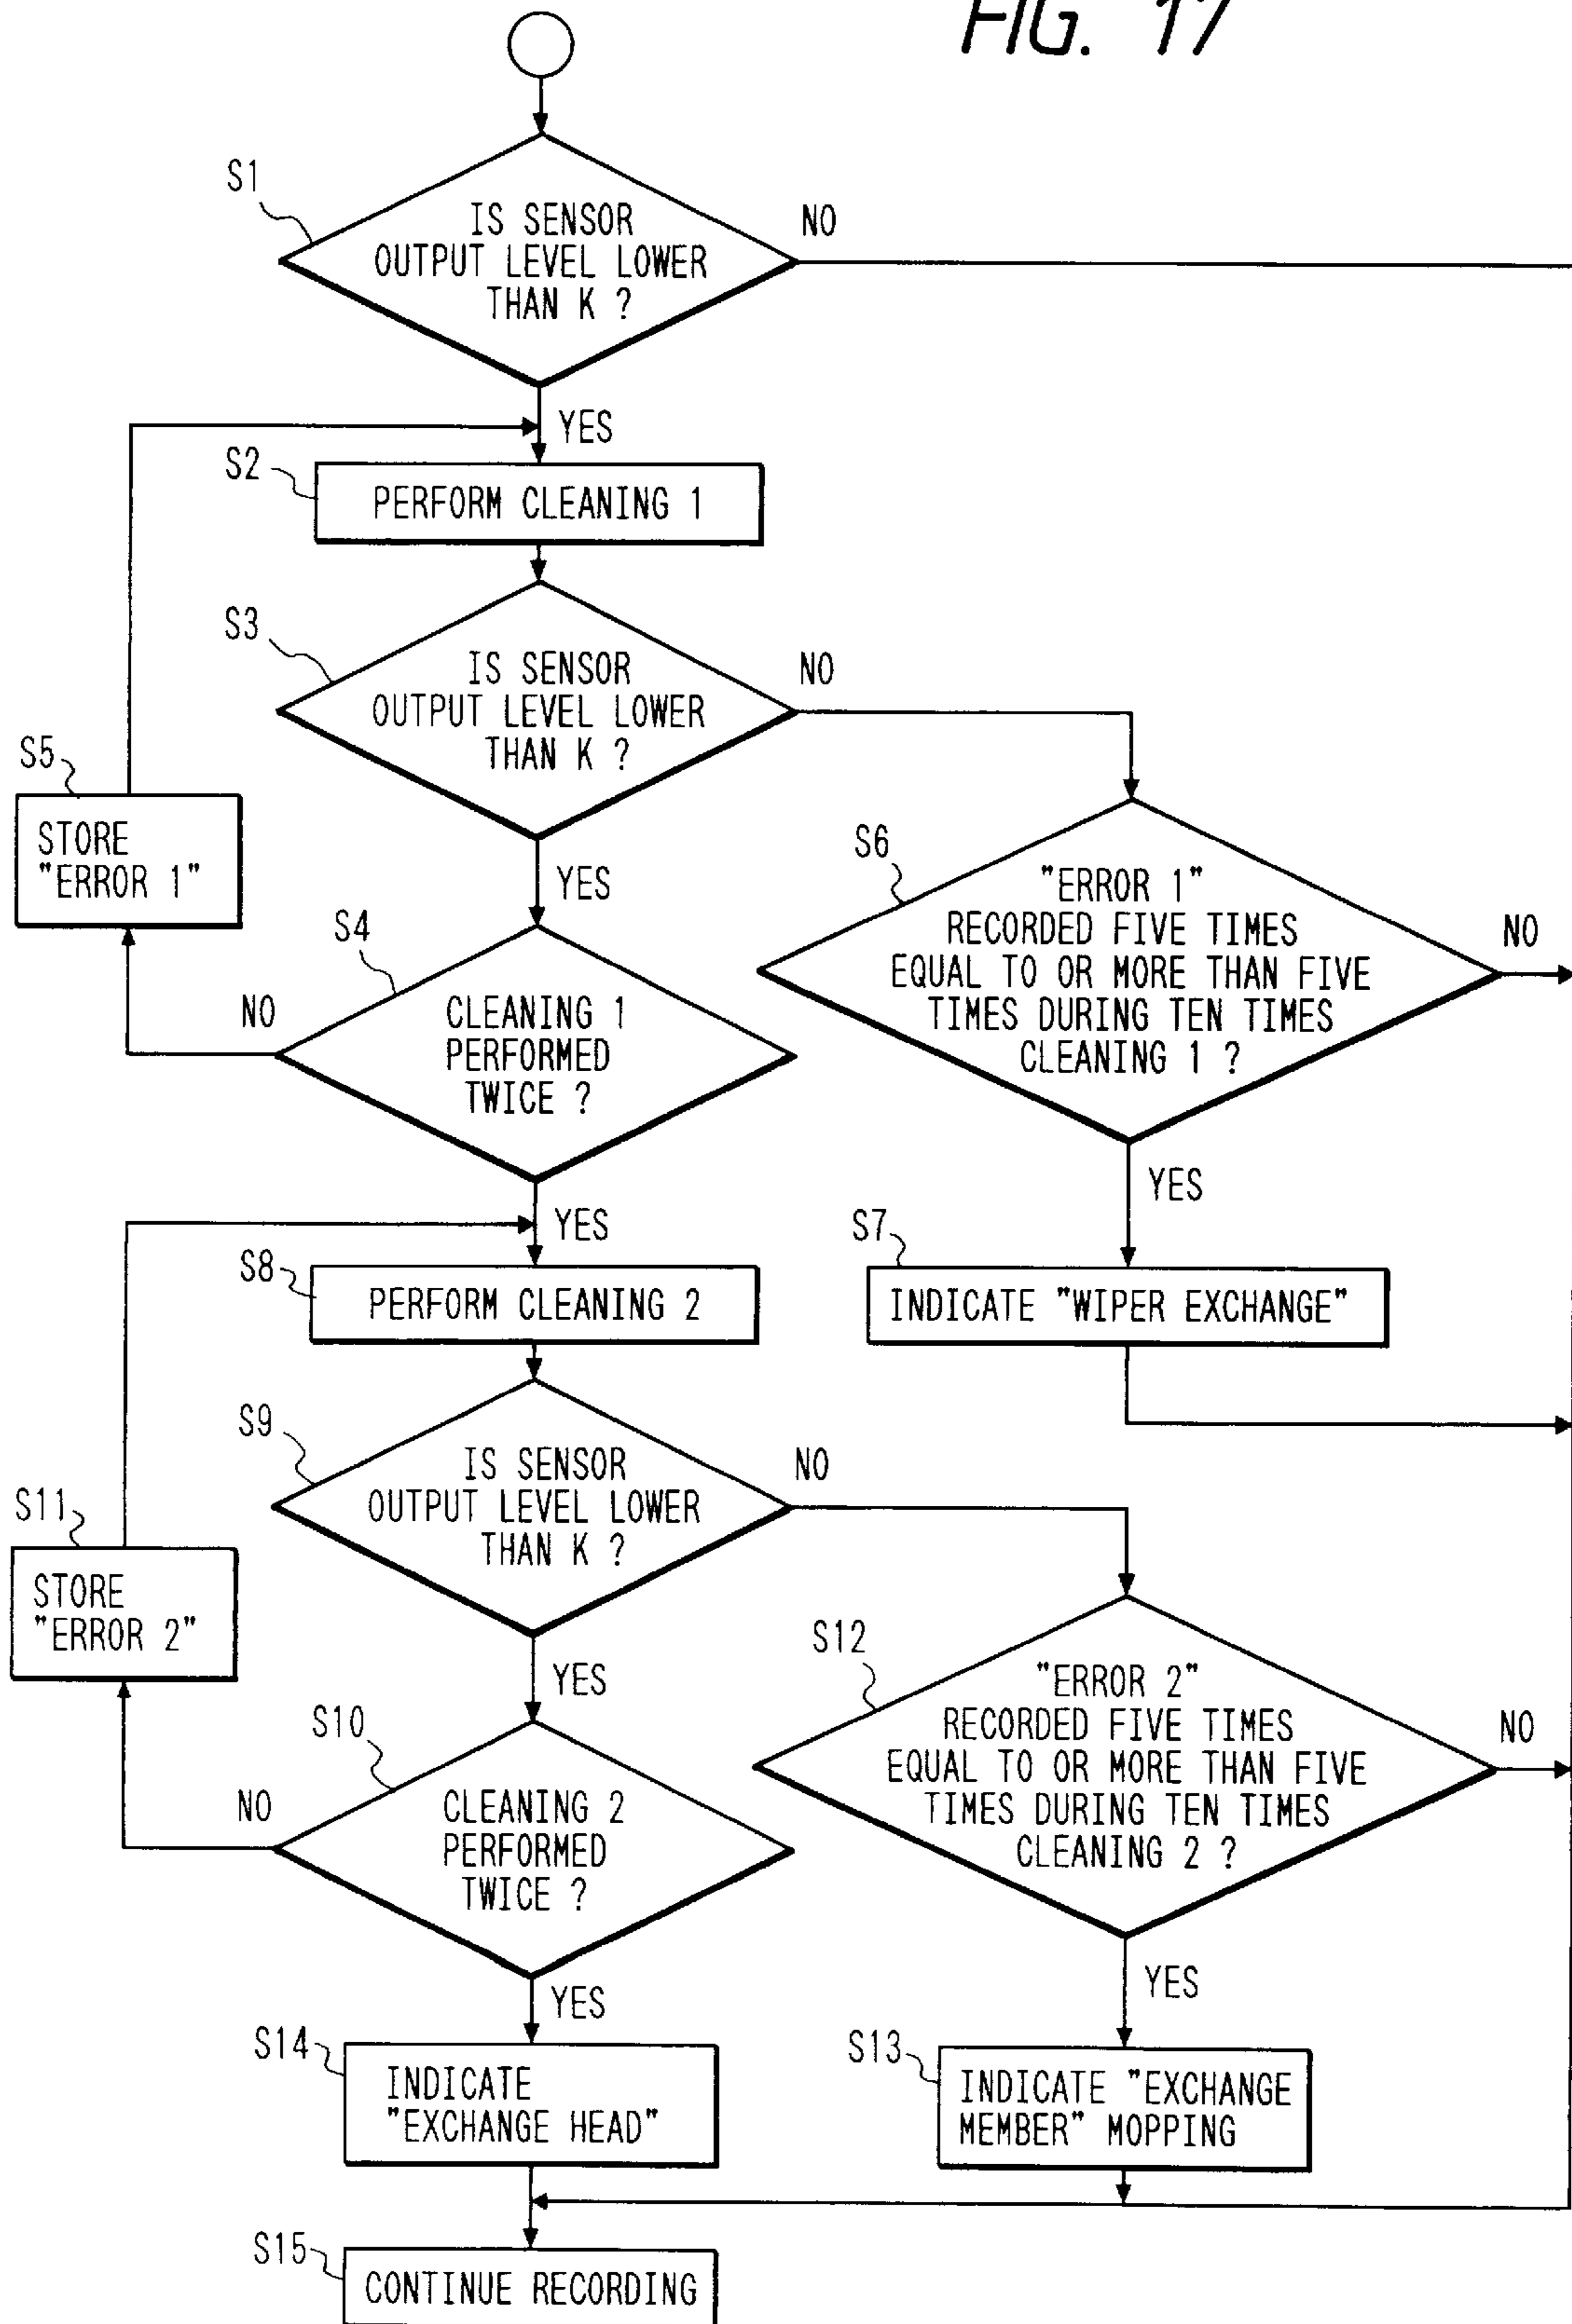 FIG. 17
S1
IS SENSOR
OUTPUT LEVEL LOWER
THAN K ?
NO
YES
S2
PERFORM CLEANING 1
S3
IS SENSOR
OUTPUT LEVEL LOWER
THAN K ?
NO
YES
S5
STORE
"ERROR 1"
S4
CLEANING 1
PERFORMED
TWICE ?
NO
YES
S6
"ERROR 1"
RECORDED FIVE TIMES
EQUAL TO OR MORE THAN FIVE
TIMES DURING TEN TIMES
CLEANING 1 ?
NO
YES
S7
INDICATE "WIPER EXCHANGE"
S8
PERFORM CLEANING 2
S9
IS SENSOR
OUTPUT LEVEL LOWER
THAN K ?
NO
YES
S11
STORE
"ERROR 2"
S10
CLEANING 2
PERFORMED
TWICE ?
NO
YES
S12
"ERROR 2"
RECORDED FIVE TIMES
EQUAL TO OR MORE THAN FIVE
TIMES DURING TEN TIMES
CLEANING 2 ?
NO
YES
S14
INDICATE
"EXCHANGE HEAD"
S13
INDICATE "EXCHANGE
MEMBER" MOPPING
S15
CONTINUE RECORDING